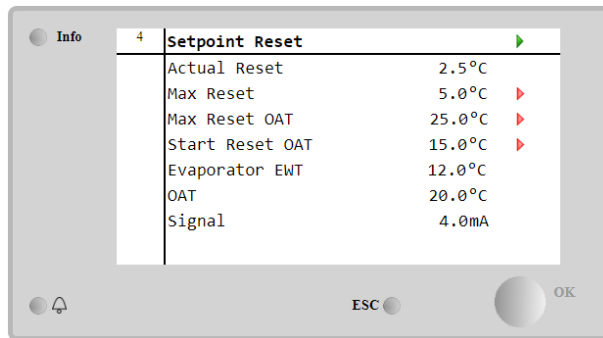 Info
4 Setpoint Reset
Actual Reset 2.5°C
Max Reset 5.0°C
Max Reset OAT 25.0°C
Start Reset OAT 15.0°C
Evaporator EWT 12.0°C
OAT 20.0°C
Signal 4.0mA
ESC
OK